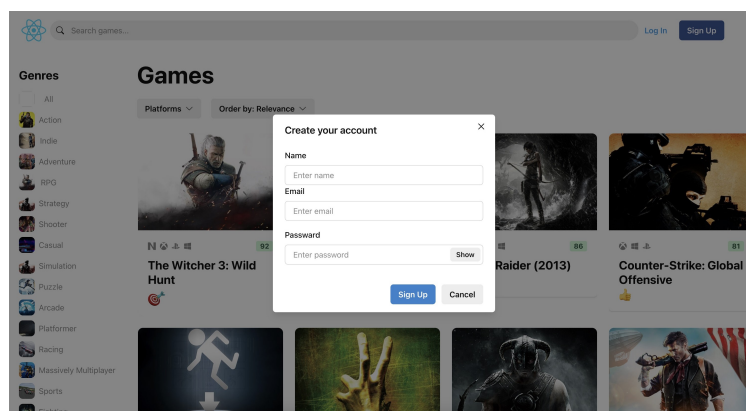 Search games...
Log In
Sign Up
Genres
All
Action
Indie
Adventure
RPG
Strategy
Shooter
Casual
Simulation
Puzzle
Arcade
Platformer
Racing
Massively Multiplayer
Sports
Games
Platforms
Order by: Relevance
Create your account
Name
Enter name
Email
Enter email
Password
Enter password
Show
Sign Up
Cancel
92
The Witcher 3: Wild
Hunt
86
Raider (2013)
81
Counter-Strike: Global
Offensive